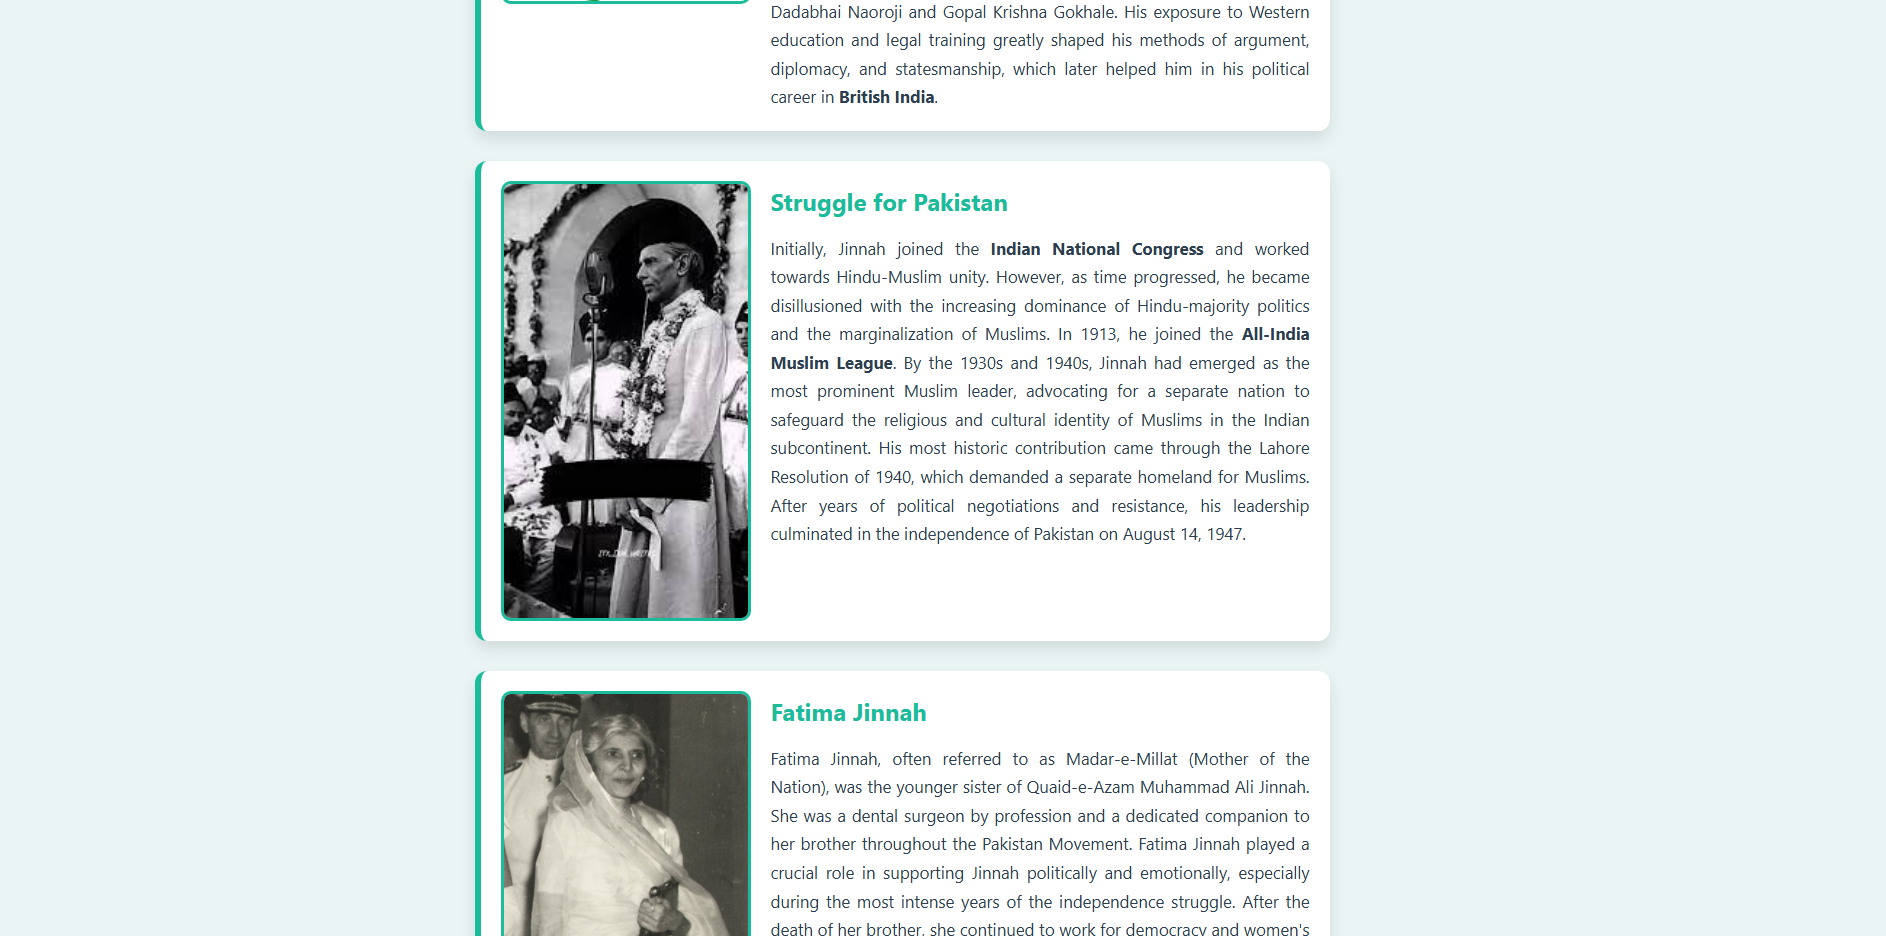 Dadabhai Naoroji and Gopal Krishna Gokhale. His exposure to Western
education and legal training greatly shaped his methods of argument,
diplomacy, and statesmanship, which later helped him in his political
career in British India.
Struggle for Pakistan
Initially, Jinnah joined the Indian National Congress and worked
towards Hindu-Muslim unity. However, as time progressed, he became
disillusioned with the increasing dominance of Hindu-majority politics
and the marginalization of Muslims. In 1913, he joined the All-India
Muslim League. By the 1930s and 1940s, Jinnah had emerged as the
most prominent Muslim leader, advocating for a separate nation to
safeguard the religious and cultural identity of Muslims in the Indian
subcontinent. His most historic contribution came through the Lahore
Resolution of 1940, which demanded a separate homeland for Muslims.
After years of political negotiations and resistance, his leadership
culminated in the independence of Pakistan on August 14, 1947.
Fatima Jinnah
Fatima Jinnah, often referred to as Madar-e-Millat (Mother of the
Nation), was the younger sister of Quaid-e-Azam Muhammad Ali Jinnah.
She was a dental surgeon by profession and a dedicated companion to
her brother throughout the Pakistan Movement. Fatima Jinnah played a
crucial role in supporting Jinnah politically and emotionally, especially
during the most intense years of the independence struggle. After the
death of her brother, she continued to work for democracy and women's